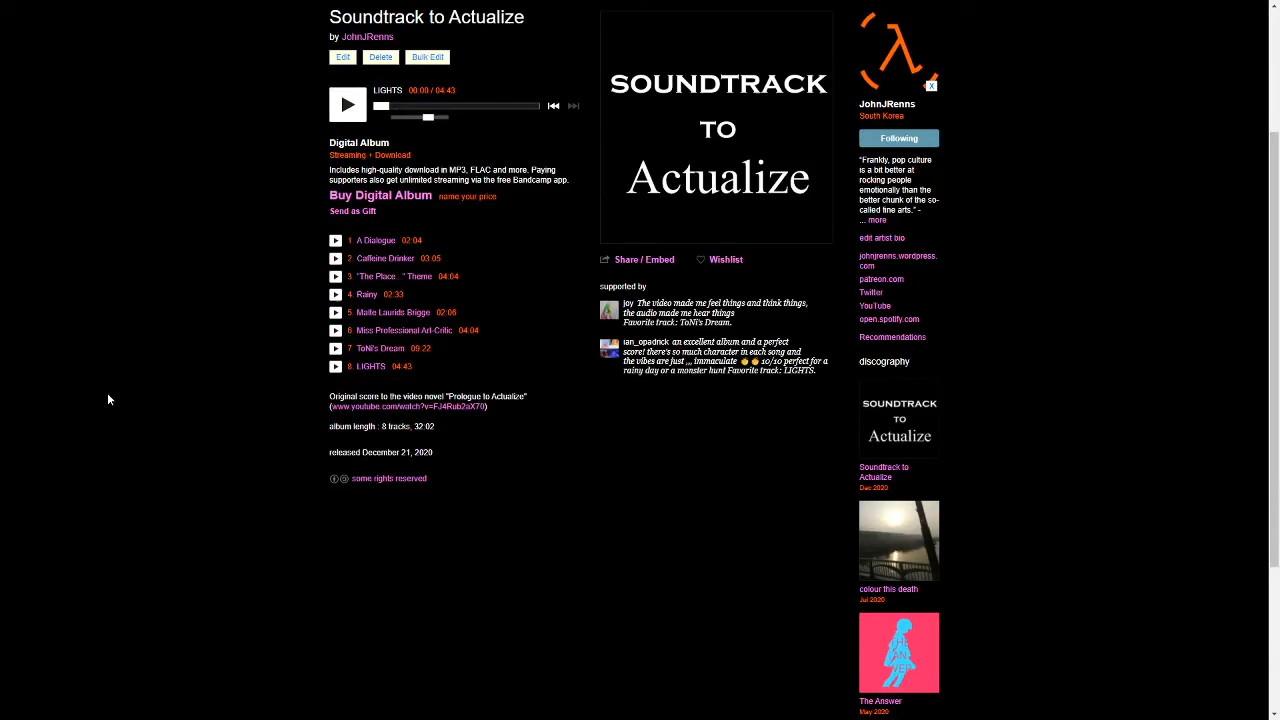 Soundtrack to Actualize
by JohnJRenns
Edit Delete Bulk Edit
LIGHTS 00:00 / 04:43
Digital Album
Streaming + Download
Includes high-quality download in MP3, FLAC and more. Paying
supporters also get unlimited streaming via the free Bandcamp app.
Buy Digital Album name your price
Send as Gift
1. A Dialogue 02:04
2. Caffeine Drinker 03:05
3. "The Place..." Theme 04:04
4. Rainy 02:33
5. Malte Laurids Brigge 02:06
6. Miss Professional Art-Critic 04:04
7. ToNi's Dream 09:22
8. LIGHTS 04:43
Original score to the video novel "Prologue to Actualize"
(www.youtube.com/watch?v=FJ4Rub2aX70)
album length : 8 tracks, 32:02
released December 21, 2020
some rights reserved
SOUNDTRACK
TO
Actualize
Share / Embed Wishlist
supported by
joy The video made me feel things and think things,
the audio made me hear things
Favorite track: ToNi's Dream.
ian_opadrick an excellent album and a perfect
score! there's so much character in each song and
the vibes are just ,,, immaculate 👏👏 10/10 perfect for a
rainy day or a monster hunt Favorite track: LIGHTS.
X
JohnJRenns
South Korea
Following
"Frankly, pop culture
is a bit better at
rocking people
emotionally than the
better chunk of the so-
called fine arts." -
... more
edit artist bio
johnjrenns.wordpress.
com
patreon.com
Twitter
YouTube
open.spotify.com
Recommendations
discography
SOUNDTRACK
TO
Actualize
Soundtrack to
Actualize
Dec 2020
colour this death
Jul 2020
THE
AN
WER
The Answer
May 2020